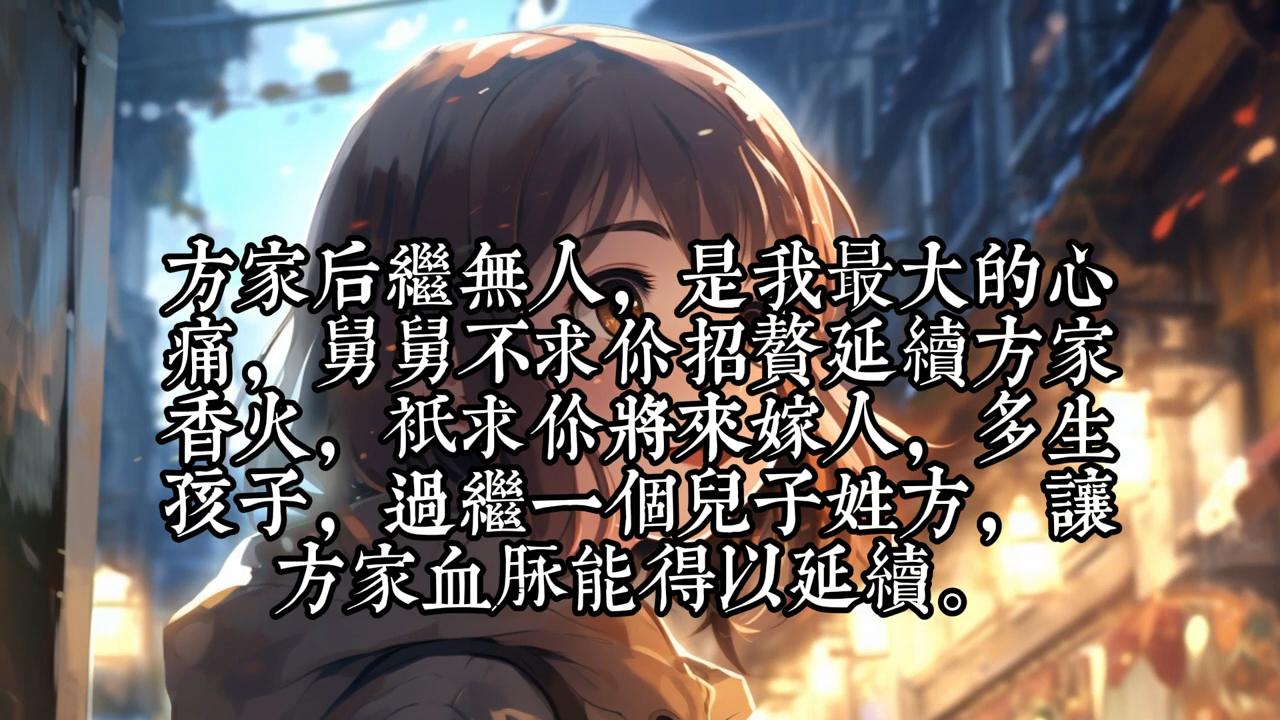 方家后繼無人，是我最大的心
痛，舅舅不求你招贅延續方家
香火，祇求你將來嫁人，多生
孩子，過繼一個兒子姓方，讓
方家血脈能得以延續。